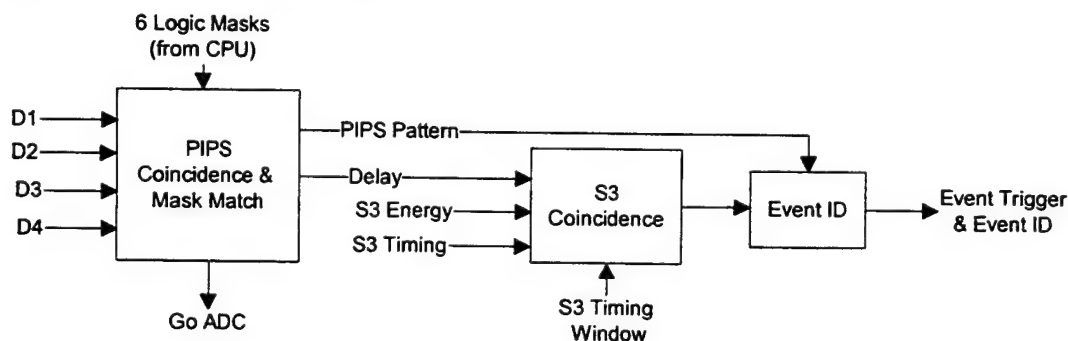 6 Logic Masks
(from CPU)
D1
D2
D3
D4
PIPS
Coincidence &
Mask Match
PIPS Pattern
Delay
S3 Energy
S3 Timing
S3
Coincidence
Event ID
Event Trigger
& Event ID
Go ADC
S3 Timing
Window